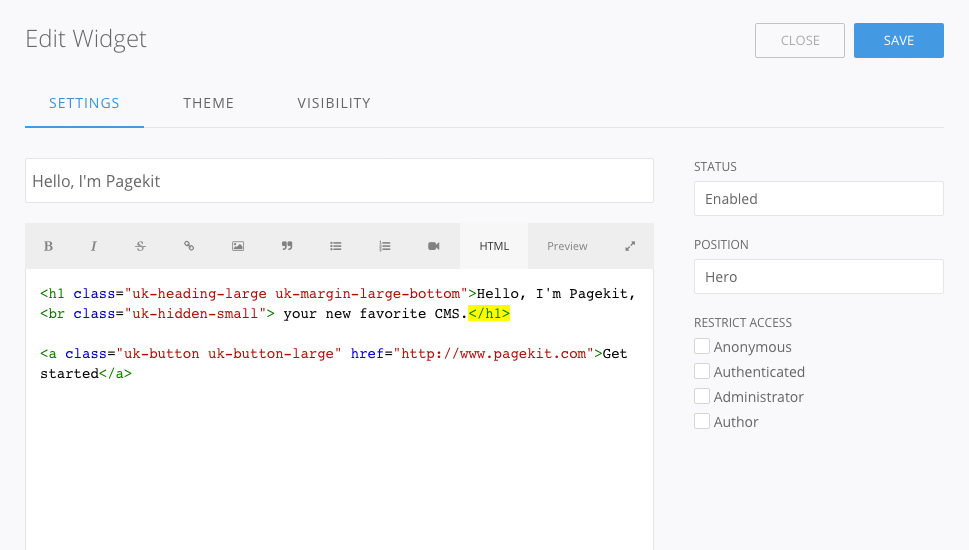 Edit Widget
CLOSE
SAVE
SETTINGS
THEME
VISIBILITY
Hello, I'm Pagekit
B
I
S
HTML
Preview
<h1 class="uk-heading-large uk-margin-large-bottom">Hello, I'm Pagekit,
<br class="uk-hidden-small"> your new favorite CMS.</h1>
<a class="uk-button uk-button-large" href="http://www.pagekit.com">Get
started</a>
STATUS
Enabled
POSITION
Hero
RESTRICT ACCESS
Anonymous
Authenticated
Administrator
Author